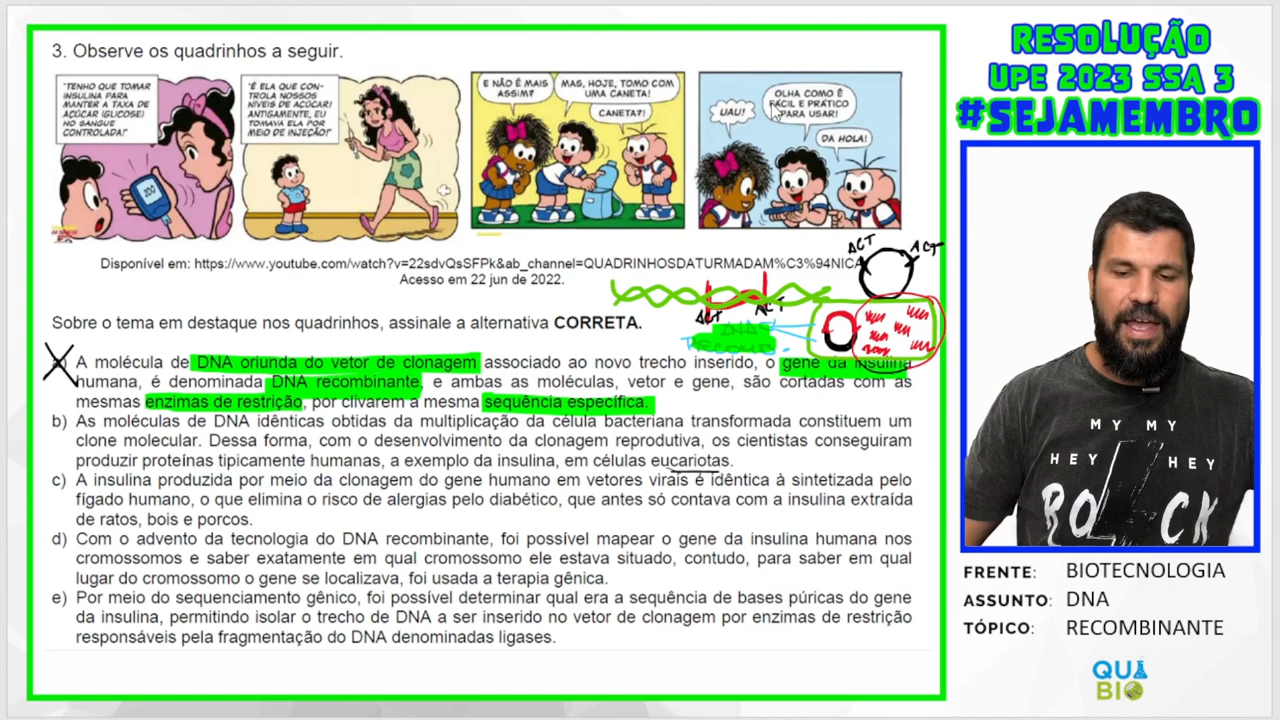 3. Observe os quadrinhos a seguir.
"TENHO QUE TOMAR
INSULINA PARA
MANTER A TAXA DE
AÇÚCAR (GLICOSE)
NO SANGUE
CONTROLADA!"
"É ELA QUE CON-
TROLA NOSSOS
NÍVEIS DE AÇÚCAR!
ANTIGAMENTE, EU
TOMAVA ELA POR
MEIO DE INJEÇÃO!"
E NÃO É MAIS
ASSIM?
MAS, HOJE, TOMO COM
UMA CANETA!
CANETA?!
UAU!
OLHA COMO É
FÁCIL E PRÁTICO
PARA USAR!
DA HOLA!
Disponível em: https://www.youtube.com/watch?v=22sdvQsSFPk&ab_channel=QUADRINHOSDATURMADAM%C3%94NICA
Acesso em 22 jun de 2022.
ACT
ACT
ACT
ACT
Sobre o tema em destaque nos quadrinhos, assinale a alternativa CORRETA.
a) A molécula de DNA oriunda do vetor de clonagem associado ao novo trecho inserido, o gene da insulina
humana, é denominada DNA recombinante, e ambas as moléculas, vetor e gene, são cortadas com as
mesmas enzimas de restrição, por clivarem a mesma sequência específica.
b) As moléculas de DNA idênticas obtidas da multiplicação da célula bacteriana transformada constituem um
clone molecular. Dessa forma, com o desenvolvimento da clonagem reprodutiva, os cientistas conseguiram
produzir proteínas tipicamente humanas, a exemplo da insulina, em células eucariotas.
c) A insulina produzida por meio da clonagem do gene humano em vetores virais é idêntica à sintetizada pelo
fígado humano, o que elimina o risco de alergias pelo diabético, que antes só contava com a insulina extraída
de ratos, bois e porcos.
d) Com o advento da tecnologia do DNA recombinante, foi possível mapear o gene da insulina humana nos
cromossomos e saber exatamente em qual cromossomo ele estava situado, contudo, para saber em qual
lugar do cromossomo o gene se localizava, foi usada a terapia gênica.
e) Por meio do sequenciamento gênico, foi possível determinar qual era a sequência de bases púricas do gene
da insulina, permitindo isolar o trecho de DNA a ser inserido no vetor de clonagem por enzimas de restrição
responsáveis pela fragmentação do DNA denominadas ligases.
RESOLUÇÃO
UPE 2023 SSA 3
#SEJAMEMBRO
MY MY
HEY HEY
ROCK
FRENTE: BIOTECNOLOGIA
ASSUNTO: DNA
TÓPICO: RECOMBINANTE
QUI
BIO